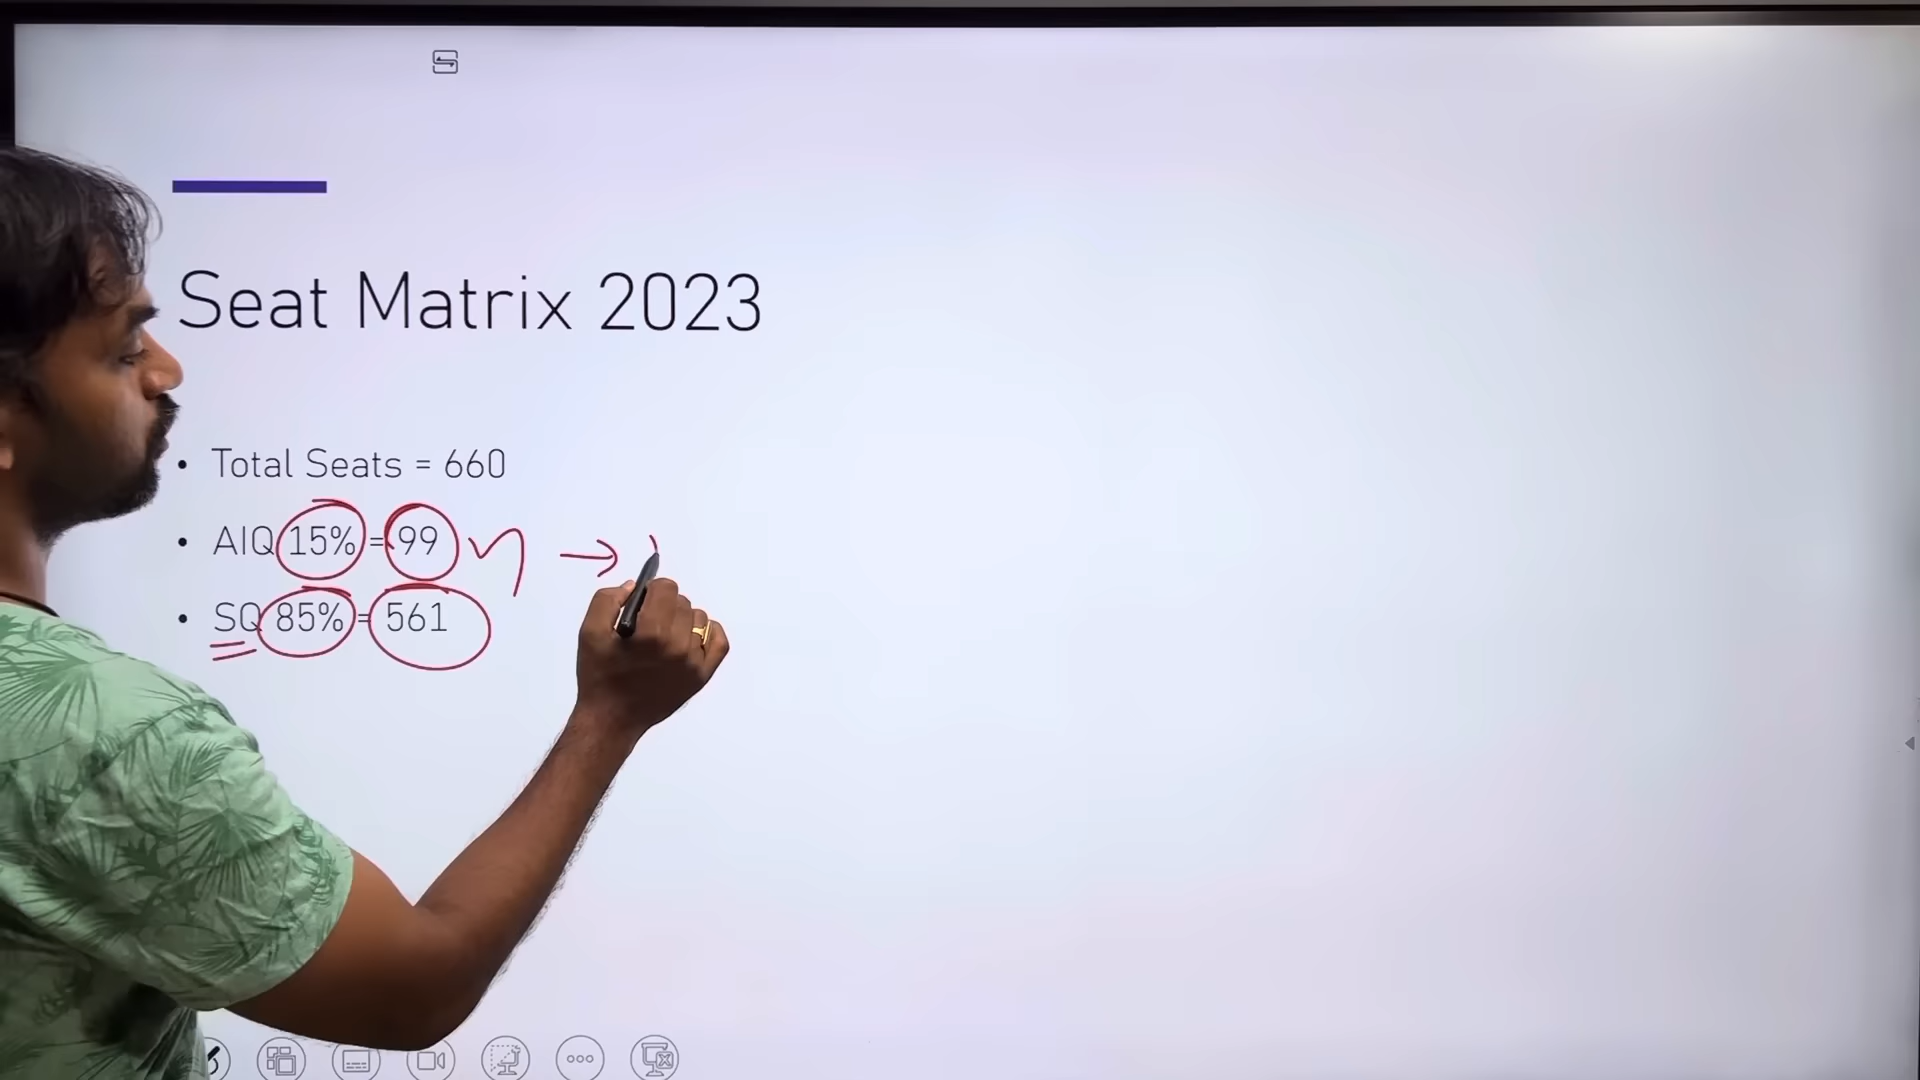 Seat Matrix 2023
• Total Seats = 660
• AIQ 15% = 99
• SQ 85% = 561